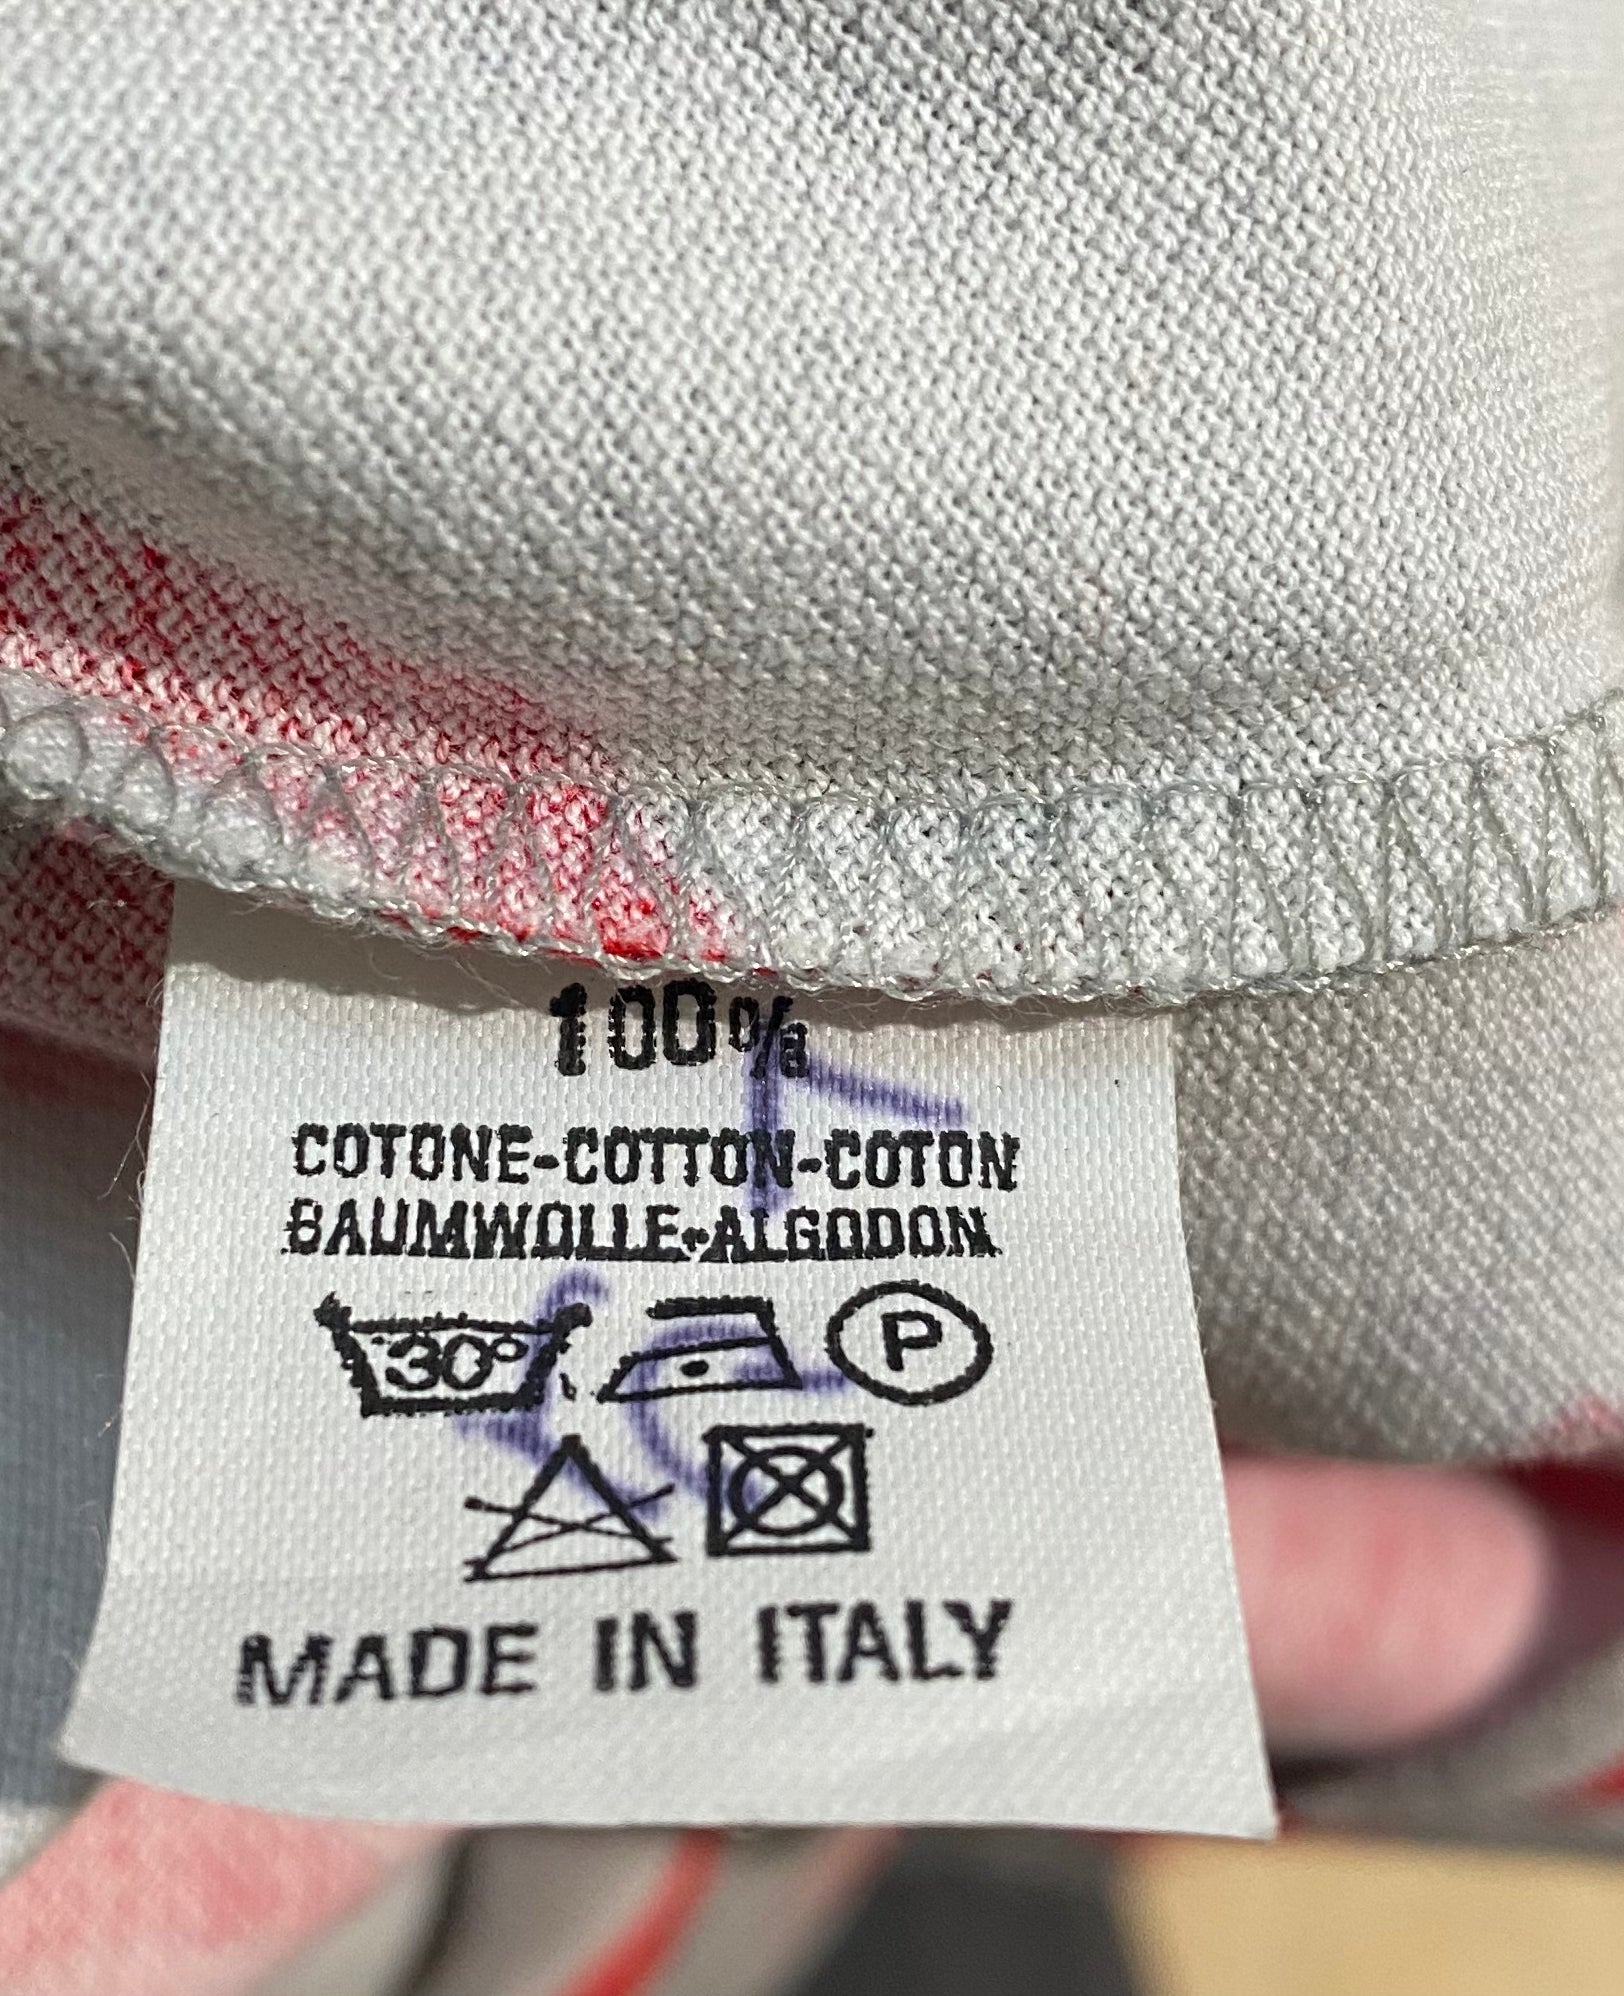 100%
COTONE-COTTON-COTON
BAUMWOLLE-ALGODON
30° P
MADE IN ITALY